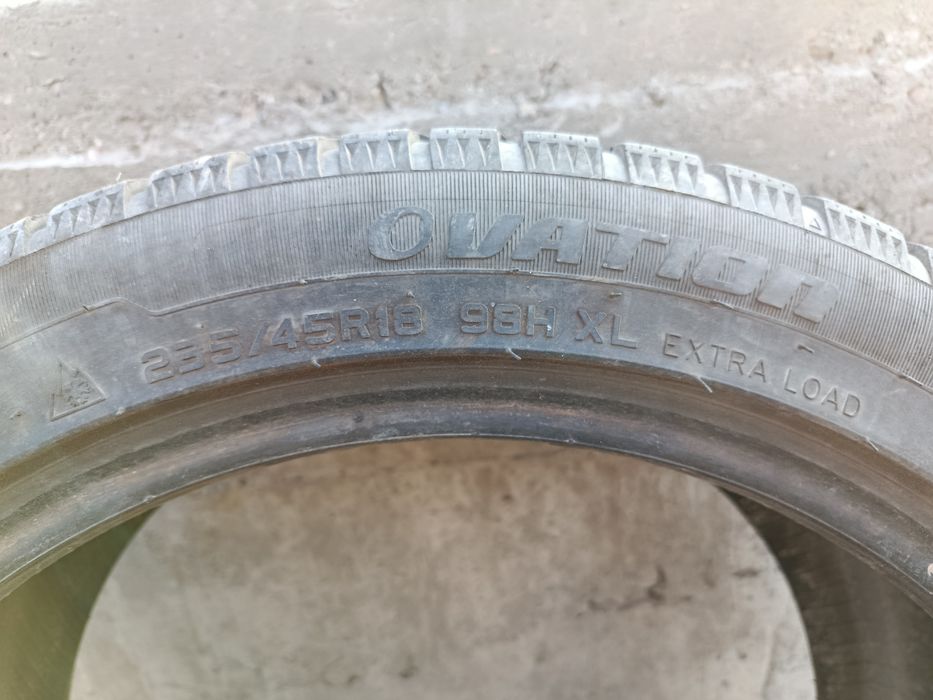 OVATION
235/45R18 98H XL EXTRA LOAD